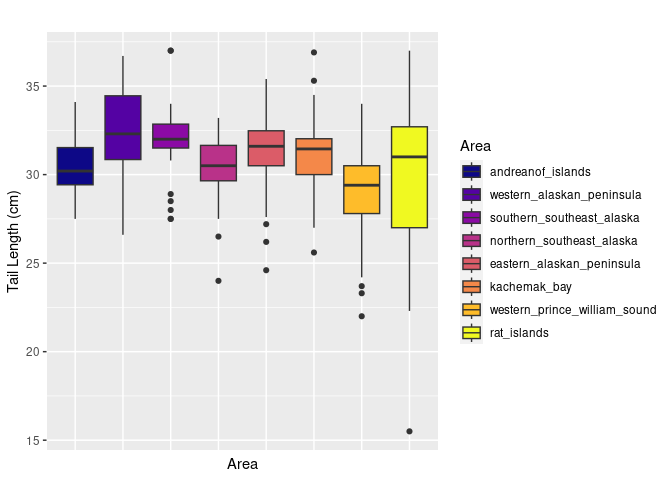 35
30
25
20
15
Tail Length (cm)
Area
Area
andreanof_islands
western_alaskan_peninsula
southern_southeast_alaska
northern_southeast_alaska
eastern_alaskan_peninsula
kachemak_bay
western_prince_william_sound
rat_islands